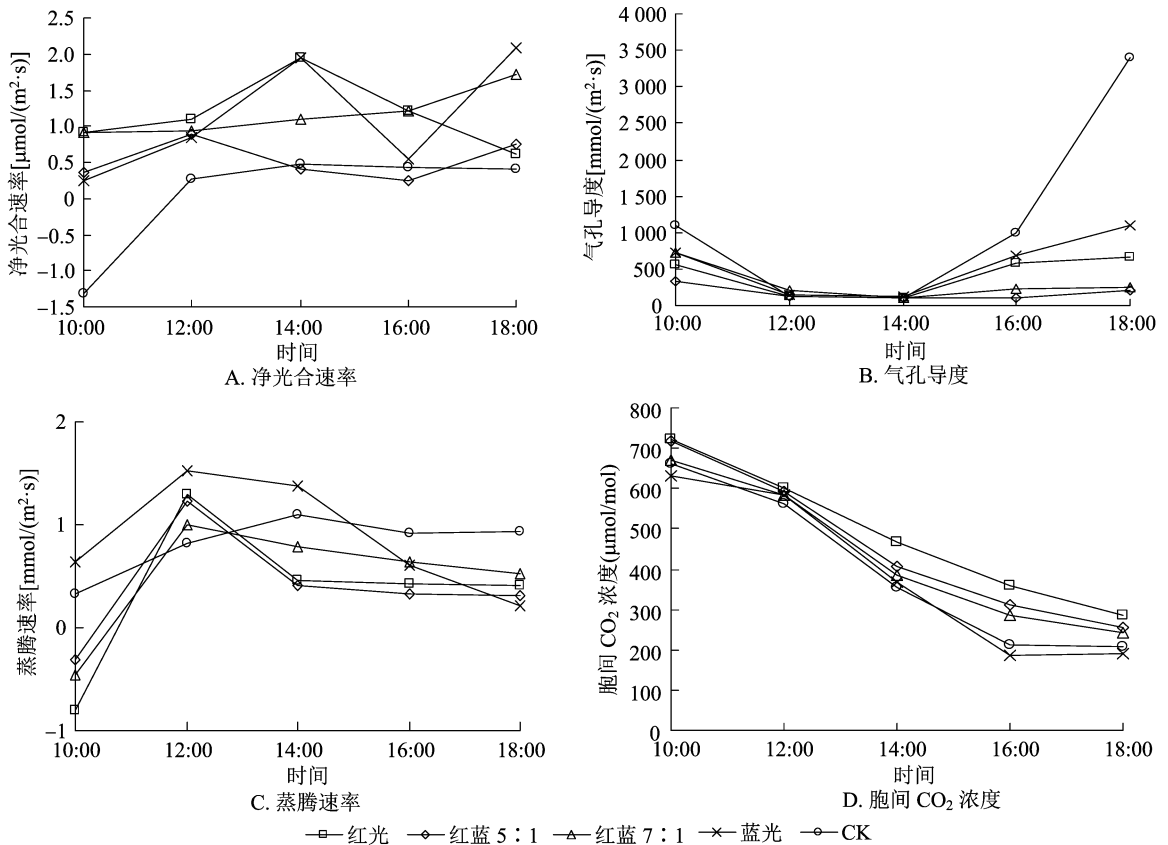 2.5
2.0
1.5
1.0
0.5
0
−0.5
−1.0
−1.5
净光合速率[μmol/(m²·s)]
10:00 12:00 14:00 16:00 18:00
时间
A. 净光合速率
4 000
3 500
3 000
2 500
2 000
1 500
1 000
500
0
气孔导度[mmol/(m²·s)]
10:00 12:00 14:00 16:00 18:00
时间
B. 气孔导度
2
1
0
−1
蒸腾速率[mmol/(m²·s)]
10:00 12:00 14:00 16:00 18:00
时间
C. 蒸腾速率
800
700
600
500
400
300
200
100
0
胞间 CO₂ 浓度(μmol/mol)
10:00 12:00 14:00 16:00 18:00
时间
D. 胞间 CO₂ 浓度
红光 红蓝 5∶1 红蓝 7∶1 蓝光 CK